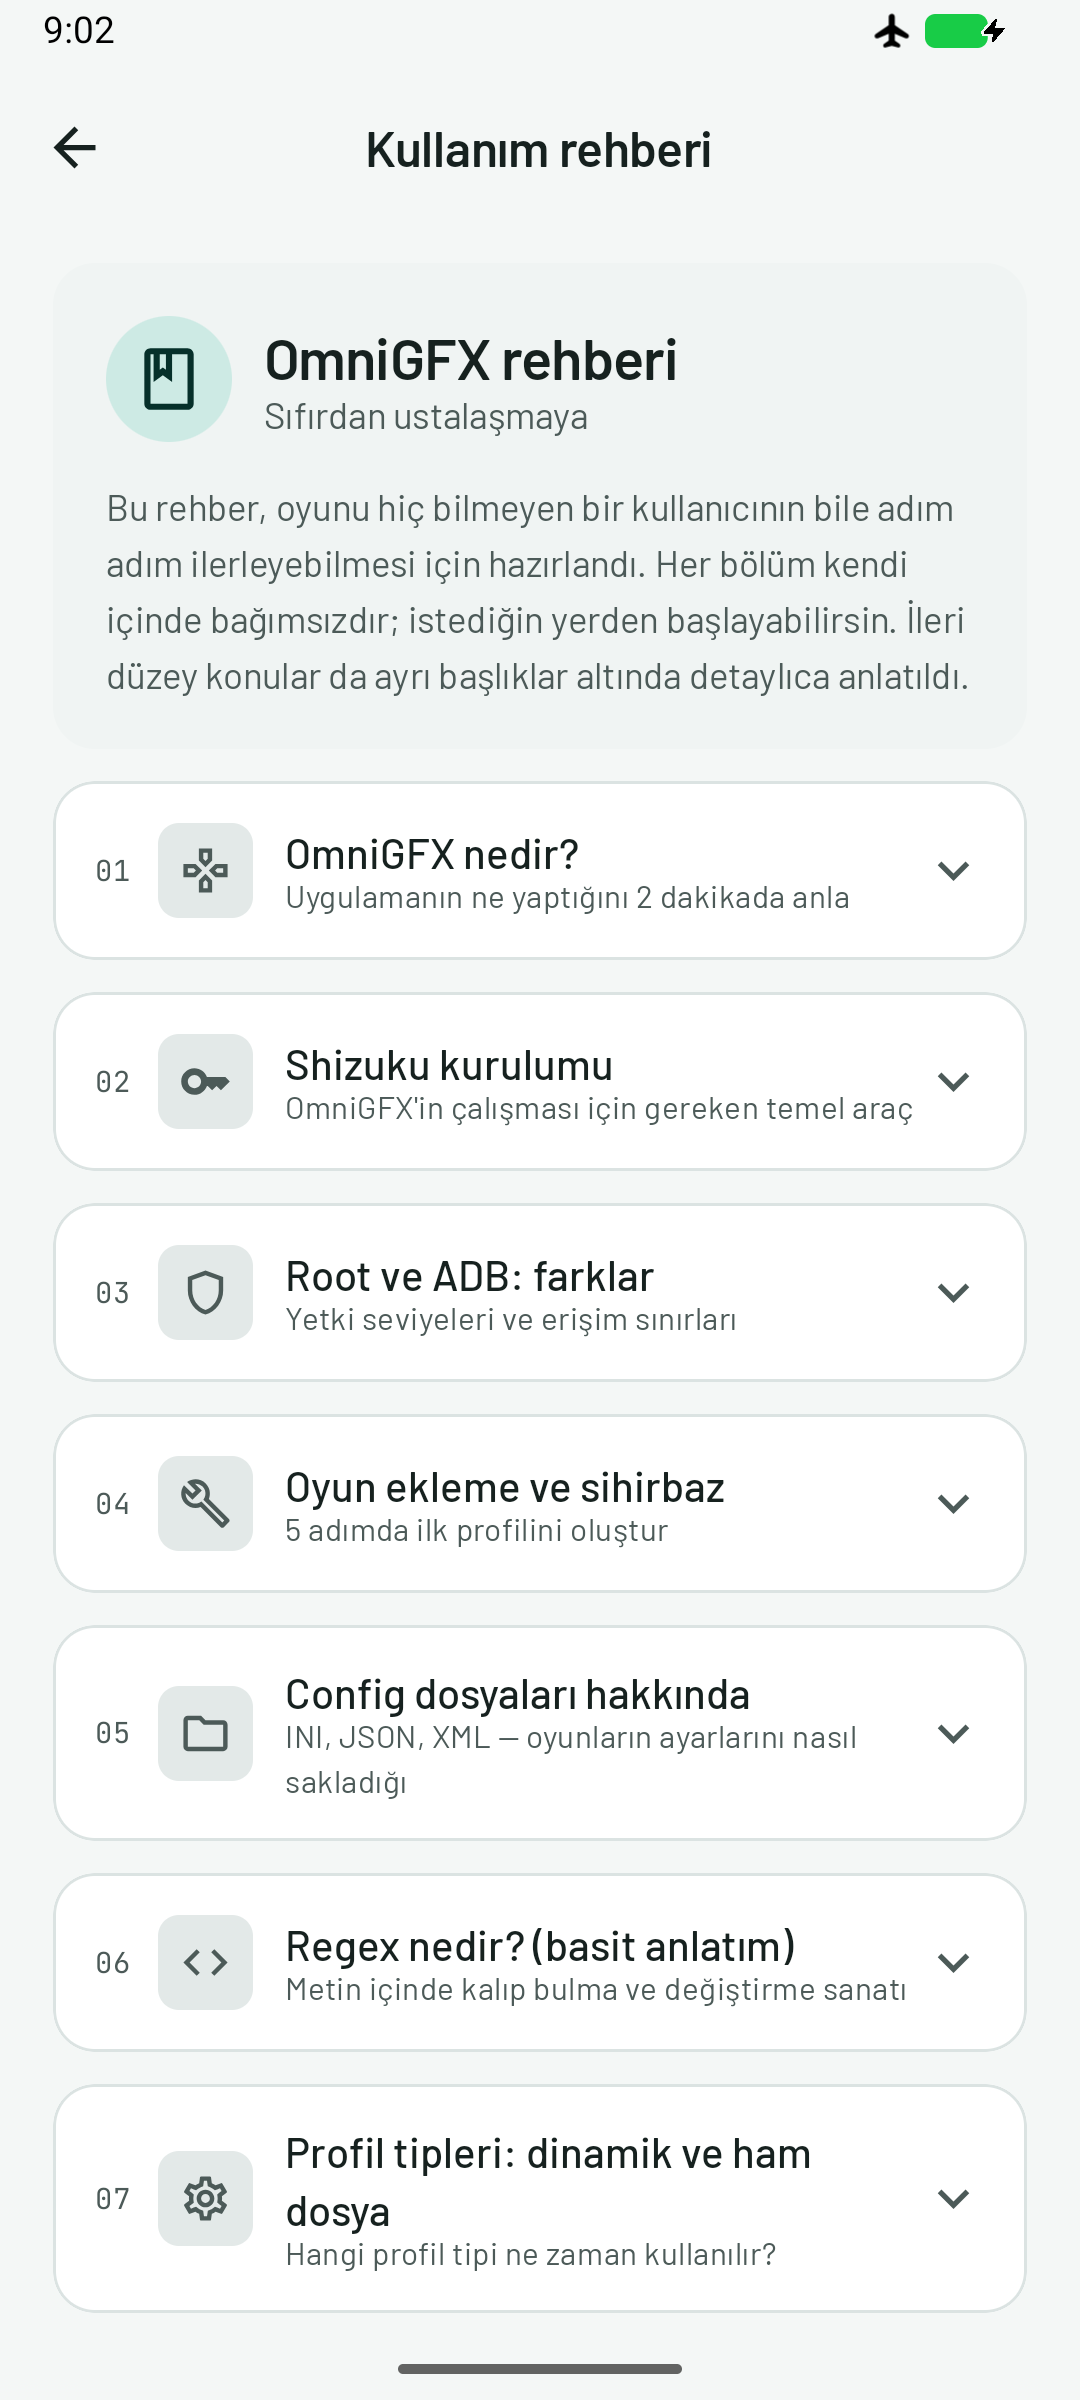 9:02
Kullanım rehberi
OmniGFX rehberi
Sıfırdan ustalaşmaya
Bu rehber, oyunu hiç bilmeyen bir kullanıcının bile adım
adım ilerleyebilmesi için hazırlandı. Her bölüm kendi
içinde bağımsızdır; istediğin yerden başlayabilirsin. İleri
düzey konular da ayrı başlıklar altında detaylıca anlatıldı.
01
OmniGFX nedir?
Uygulamanın ne yaptığını 2 dakikada anla
02
Shizuku kurulumu
OmniGFX'in çalışması için gereken temel araç
03
Root ve ADB: farklar
Yetki seviyeleri ve erişim sınırları
04
Oyun ekleme ve sihirbaz
5 adımda ilk profilini oluştur
05
Config dosyaları hakkında
INI, JSON, XML — oyunların ayarlarını nasıl
sakladığı
06
Regex nedir? (basit anlatım)
Metin içinde kalıp bulma ve değiştirme sanatı
07
Profil tipleri: dinamik ve ham
dosya
Hangi profil tipi ne zaman kullanılır?